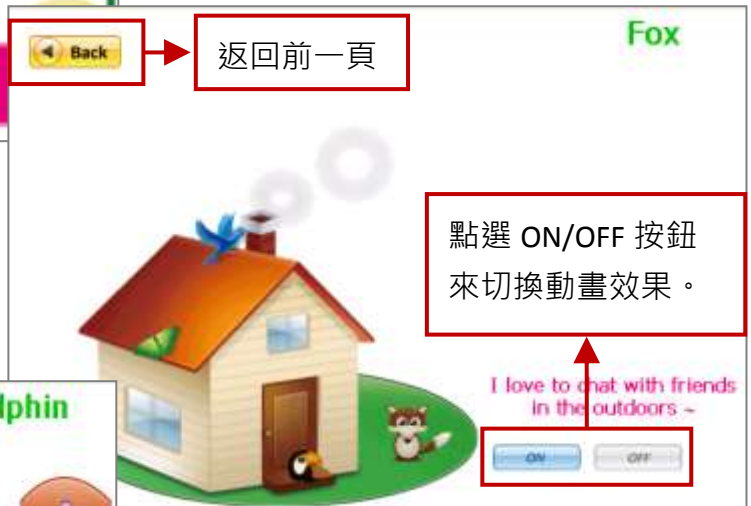 Back
返回前一頁
Fox
點選 ON/OFF 按鈕
來切換動畫效果。
I love to chat with friends
in the outdoors ~
ON OFF
lphin